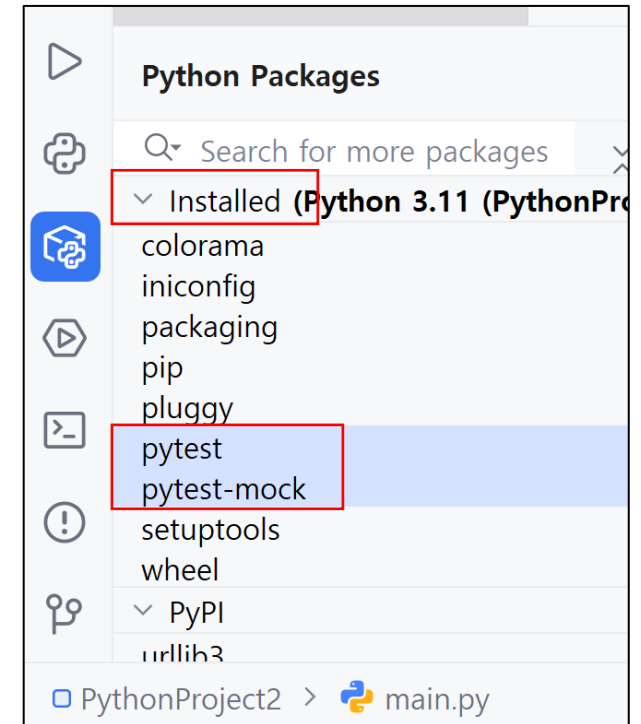 Python Packages
Search for more packages
Installed (Python 3.11 (PythonPro
colorama
iniconfig
packaging
pip
pluggy
pytest
pytest-mock
setuptools
wheel
PyPI
urllib3
PythonProject2 > main.py